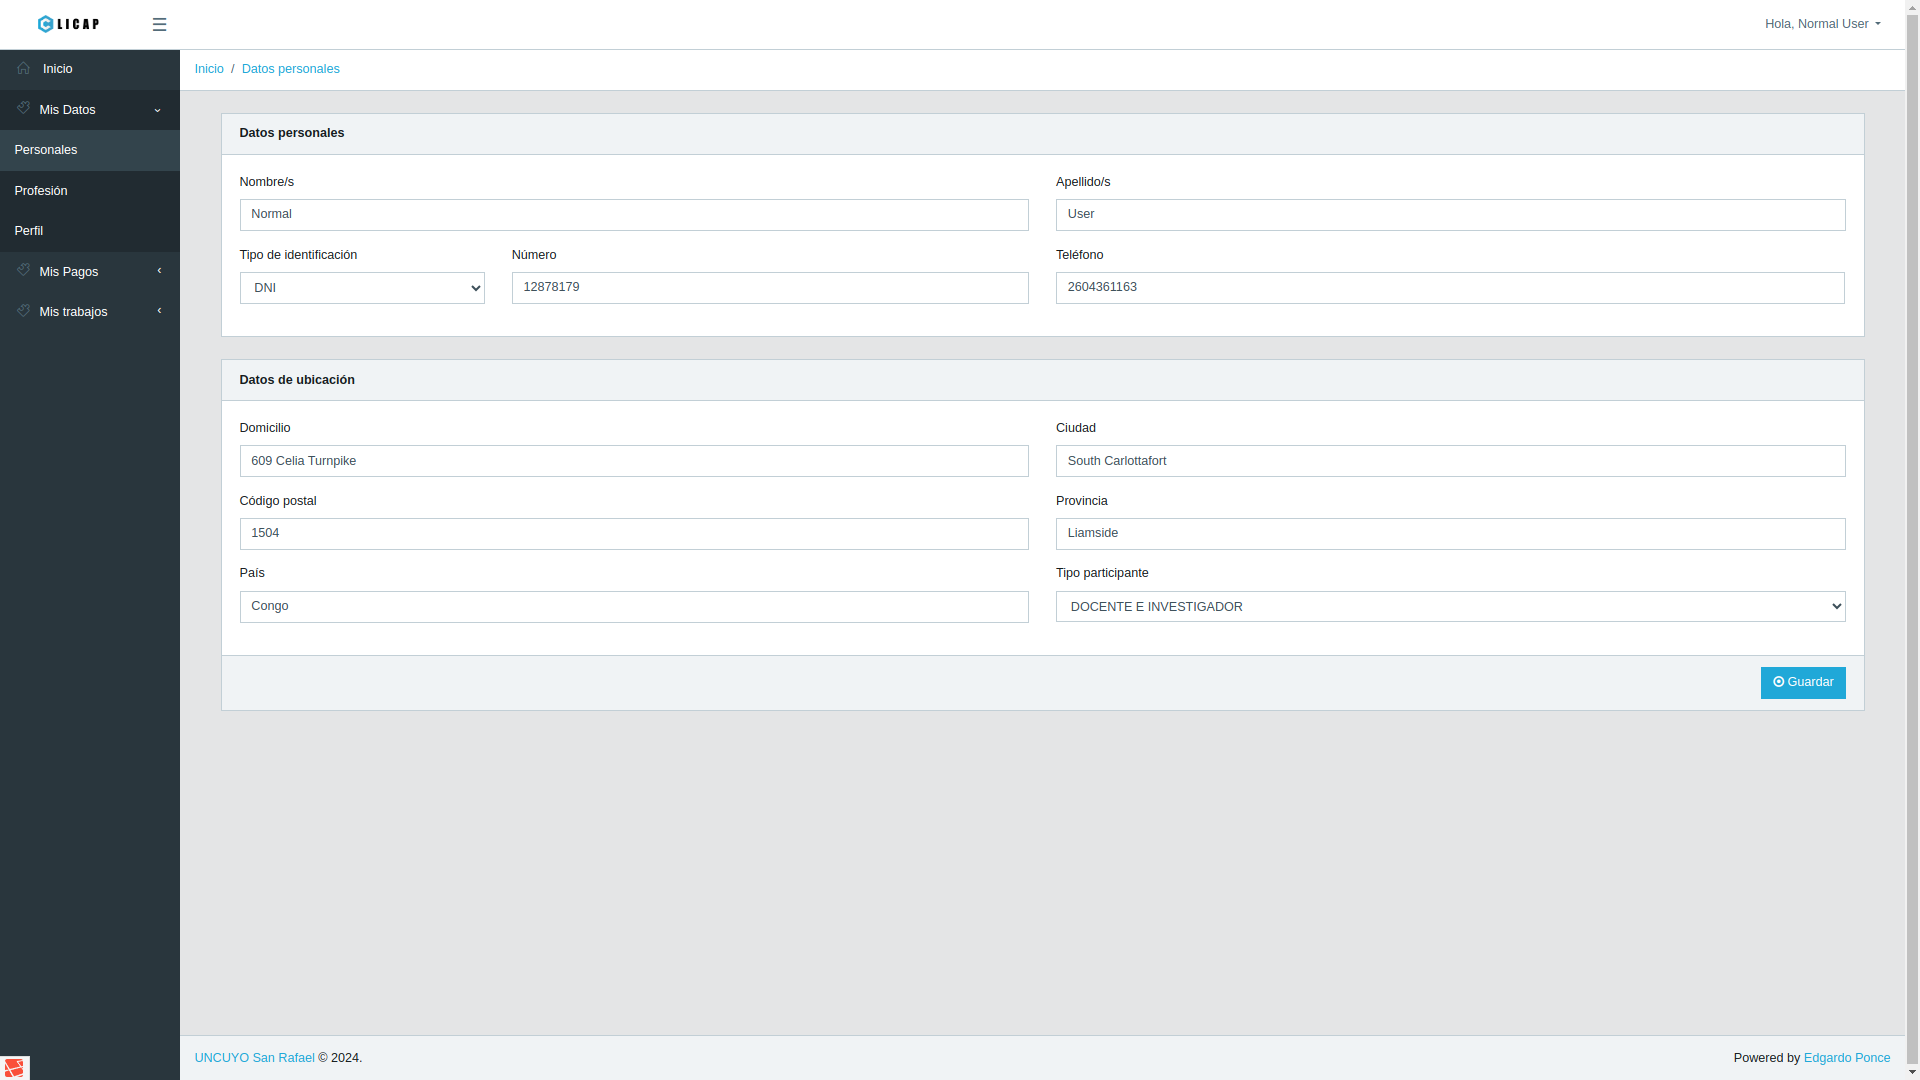 LICAP
☰
Hola, Normal User
Inicio
Mis Datos
Personales
Profesión
Perfil
Mis Pagos
Mis trabajos
Inicio / Datos personales
Datos personales
Nombre/s
Normal
Apellido/s
User
Tipo de identificación
DNI
Número
12878179
Teléfono
2604361163
Datos de ubicación
Domicilio
609 Celia Turnpike
Ciudad
South Carlottafort
Código postal
1504
Provincia
Liamside
País
Congo
Tipo participante
DOCENTE E INVESTIGADOR
Guardar
UNCUYO San Rafael © 2024.
Powered by Edgardo Ponce